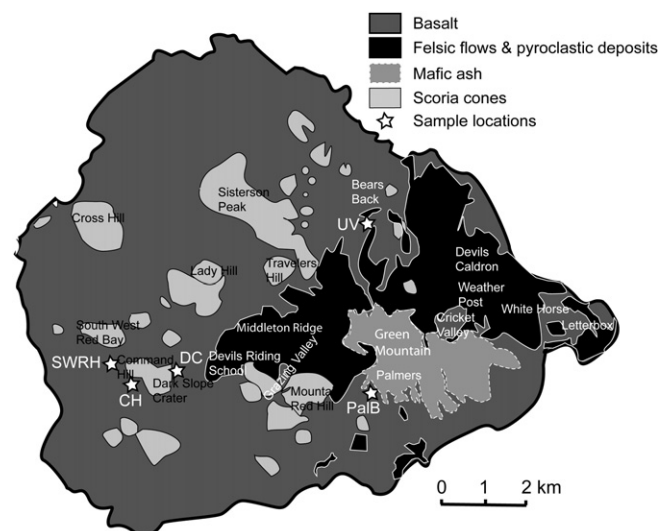 Basalt
Felsic flows & pyroclastic deposits
Mafic ash
Scoria cones
Sample locations
Bears
Back
Sisterson
Peak
Cross Hill
UV
Devils
Caldron
Lady Hill
Travelers
Hill
Weather
Post
White Horse
Letterbox
Cricket
Valley
South West
Red Bay
Middleton Ridge
Green
Mountain
SWRH
Command
Hill
DC
Devils Riding
School
Grazing Valley
Palmers
CH
Dark Slope
Crater
Mounta
Red Hill
PalB
0 1 2 km